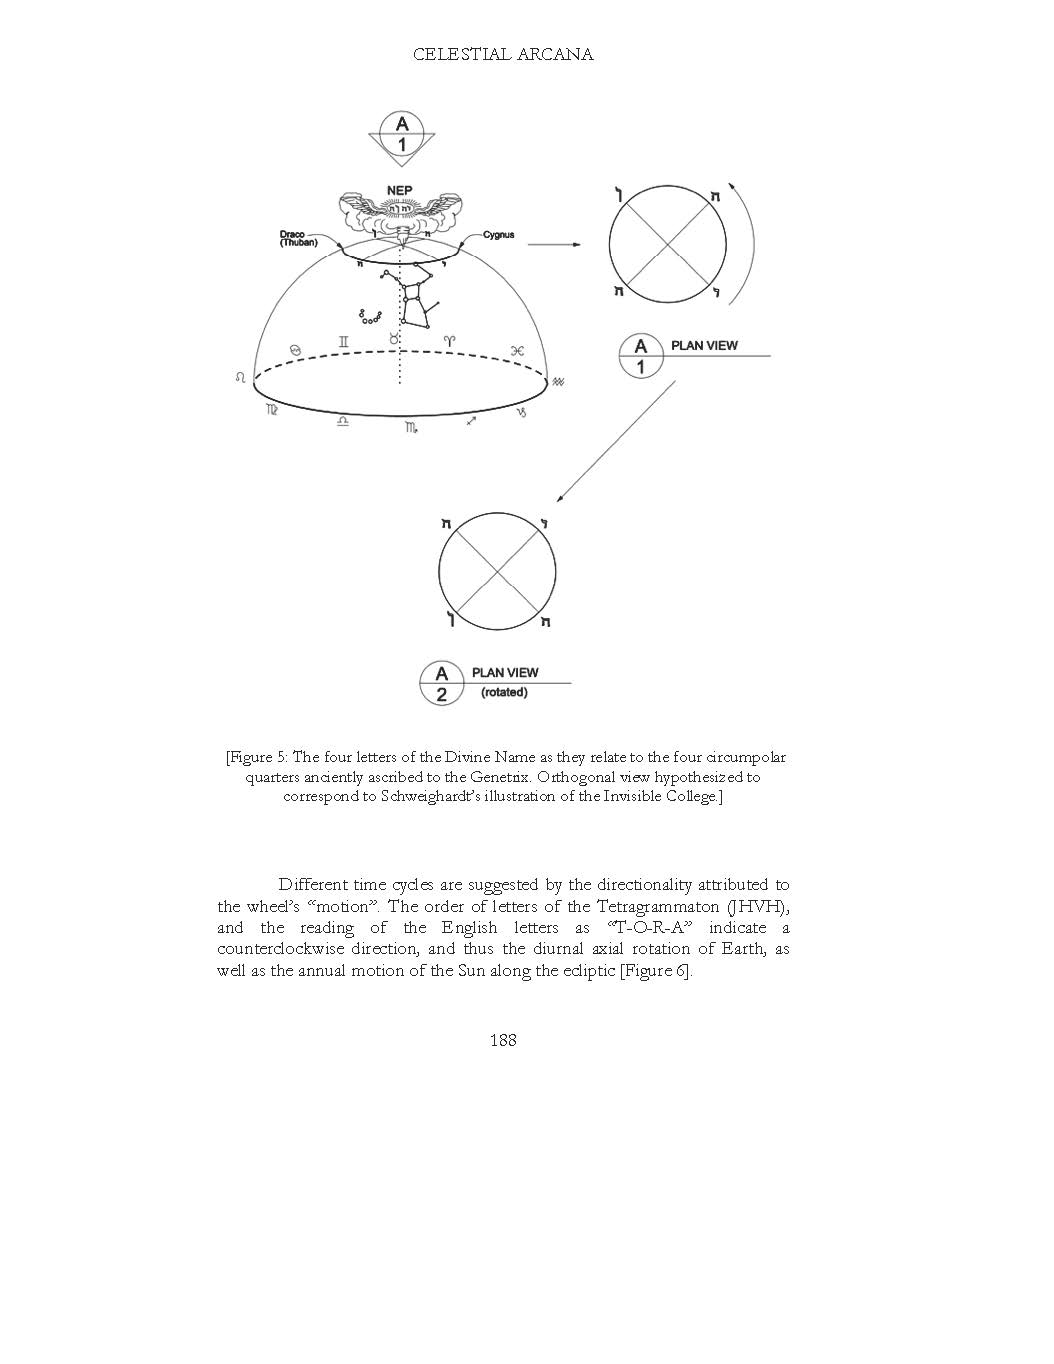 CELESTIAL ARCANA
A
1
NEP
יהוה
Draco
(Thuban)
Cygnus
ו
ה
ה
י
♋
♊
♉
♈
♓
♌
♒
♍
♎
♏
♐
♑
ו
ה
ה
י
A
1
PLAN VIEW
ה
י
ו
ה
A
2
PLAN VIEW
(rotated)
[Figure 5: The four letters of the Divine Name as they relate to the four circumpolar
quarters anciently ascribed to the Genetrix. Orthogonal view hypothesized to
correspond to Schweighardt’s illustration of the Invisible College.]
Different time cycles are suggested by the directionality attributed to
the wheel’s “motion”. The order of letters of the Tetragrammaton (JHVH),
and the reading of the English letters as “T-O-R-A” indicate a
counterclockwise direction, and thus the diurnal axial rotation of Earth, as
well as the annual motion of the Sun along the ecliptic [Figure 6].
188